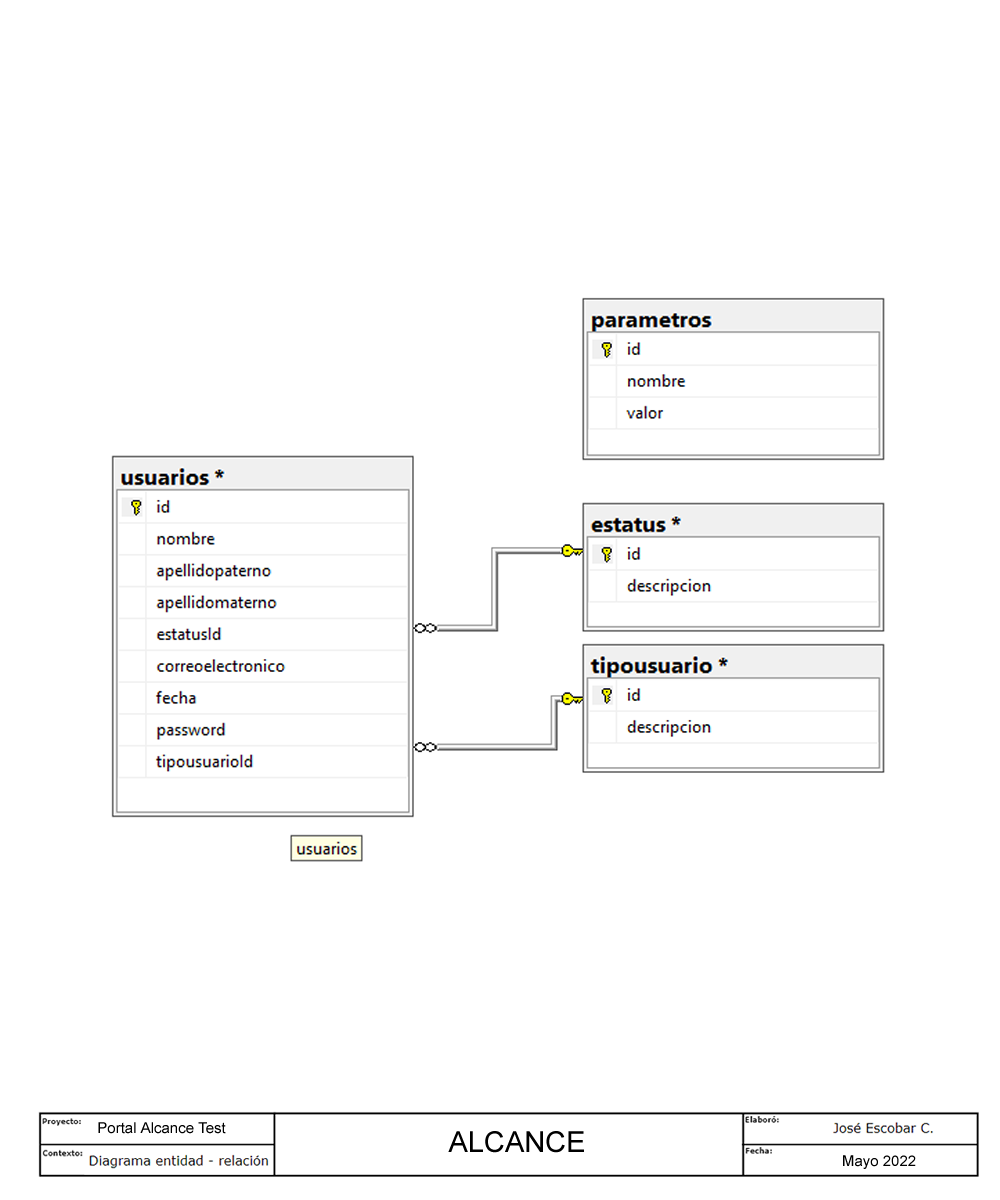 parametros
id
nombre
valor
usuarios *
id
nombre
apellidopaterno
apellidomaterno
estatusId
correoelectronico
fecha
password
tipousuarioId
estatus *
id
descripcion
tipousuario *
id
descripcion
usuarios
Proyecto: Portal Alcance Test
Contexto: Diagrama entidad - relación
ALCANCE
Elaboró: José Escobar C.
Fecha: Mayo 2022